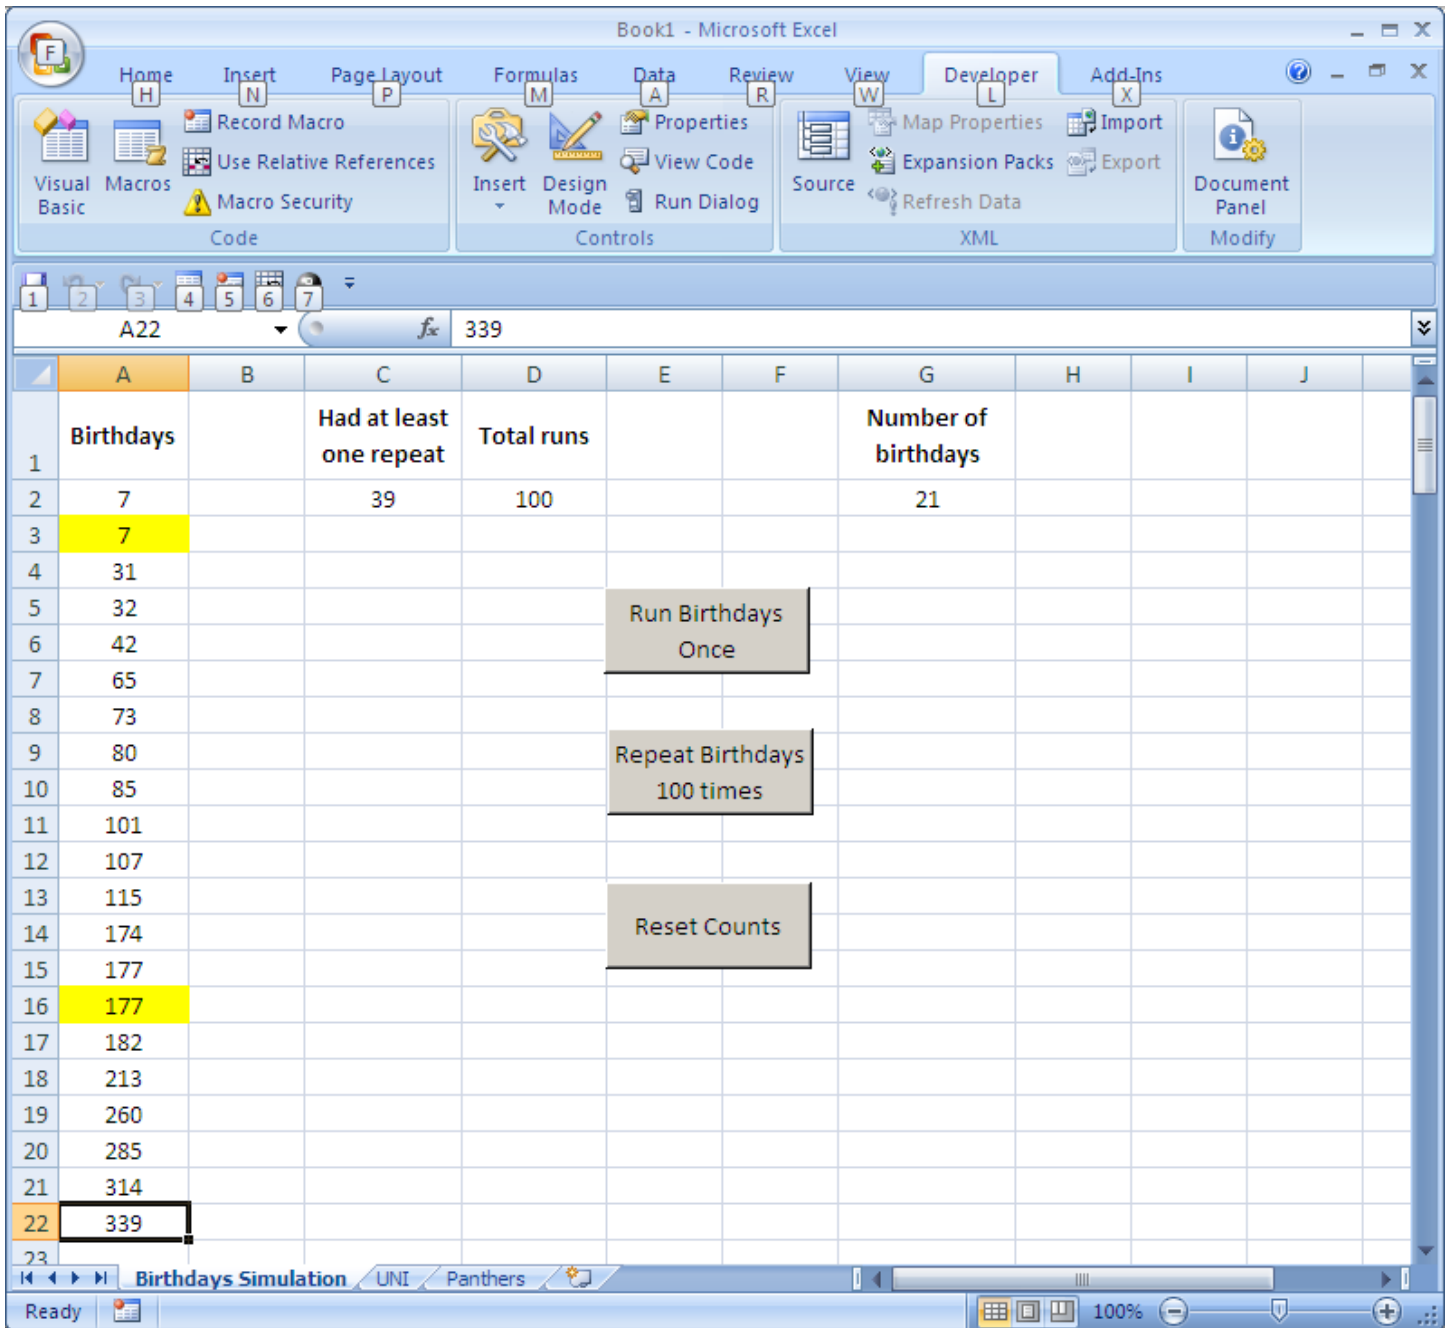 Book1 - Microsoft Excel
F
Home Insert Page Layout Formulas Data Review View Developer Add-Ins
H N P M A R W L X
Record Macro Properties Map Properties Import
Use Relative References View Code Expansion Packs Export
Visual Basic Macros Macro Security Insert Design Mode Run Dialog Source Refresh Data Document Panel
Code Controls XML Modify
1 2 3 4 5 6 7
A22 fx 339
A B C D E F G H I J
1 Birthdays Had at least one repeat Total runs Number of birthdays
2 7 39 100 21
3 7
4 31
5 32 Run Birthdays
6 42 Once
7 65
8 73
9 80 Repeat Birthdays
10 85 100 times
11 101
12 107
13 115
14 174 Reset Counts
15 177
16 177
17 182
18 213
19 260
20 285
21 314
22 339
23
Birthdays Simulation UNI Panthers
Ready 100%